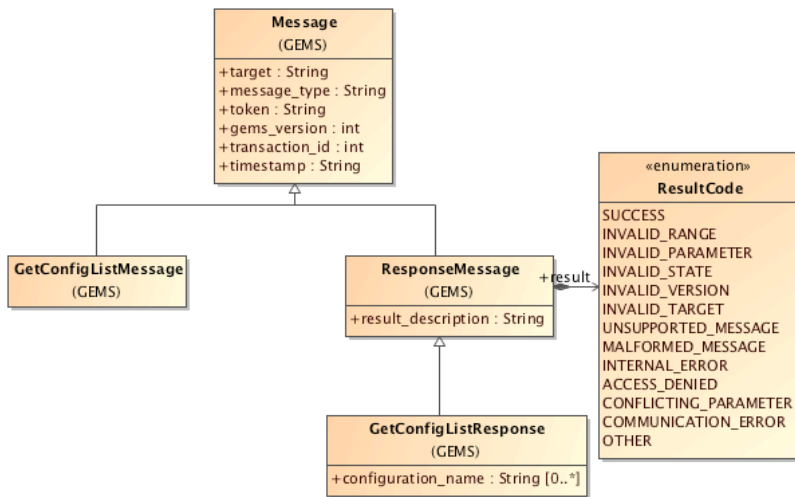 Message
(GEMS)
+target : String
+message_type : String
+token : String
+gems_version : int
+transaction_id : int
+timestamp : String
«enumeration»
ResultCode
SUCCESS
INVALID_RANGE
INVALID_PARAMETER
INVALID_STATE
INVALID_VERSION
INVALID_TARGET
UNSUPPORTED_MESSAGE
MALFORMED_MESSAGE
INTERNAL_ERROR
ACCESS_DENIED
CONFLICTING_PARAMETER
COMMUNICATION_ERROR
OTHER
GetConfigListMessage
(GEMS)
ResponseMessage
(GEMS)
+result_description : String
+result
GetConfigListResponse
(GEMS)
+configuration_name : String [0..*]